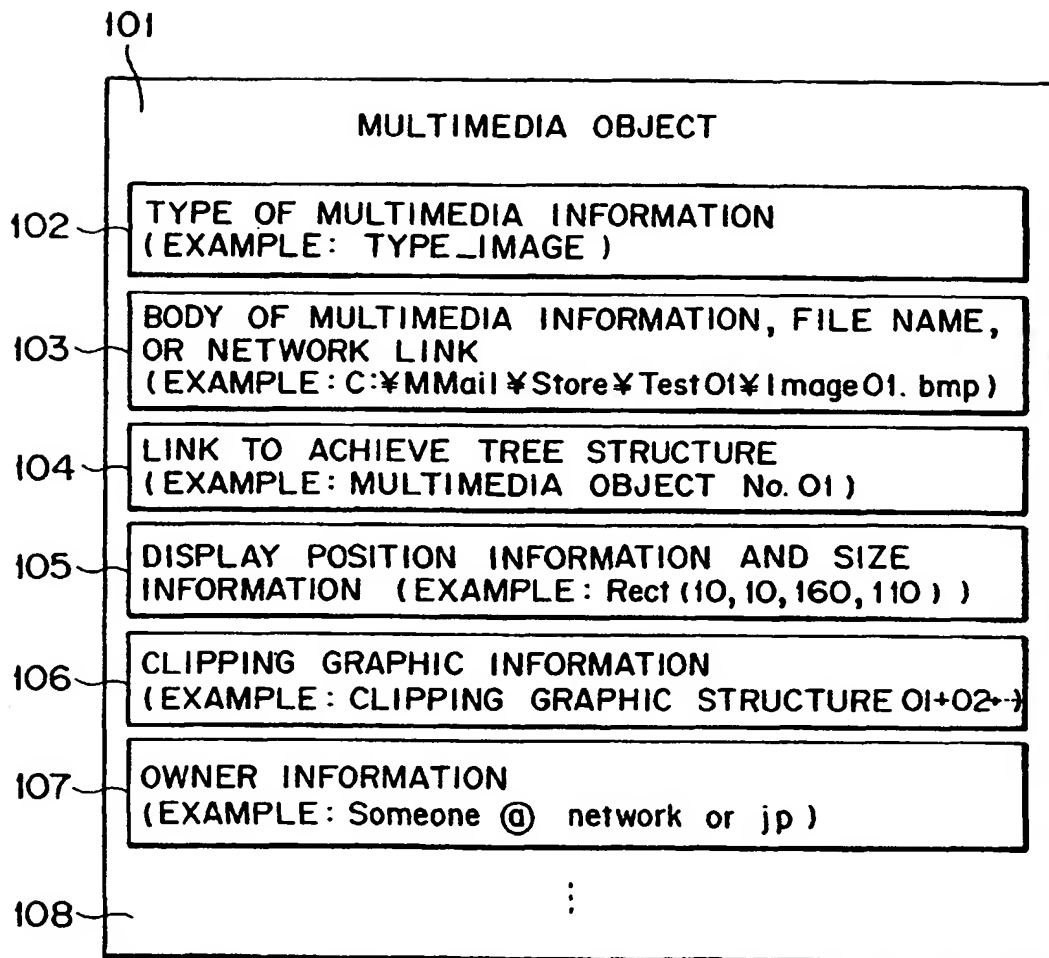 101
MULTIMEDIA OBJECT
102
TYPE OF MULTIMEDIA INFORMATION
(EXAMPLE: TYPE_IMAGE)
103
BODY OF MULTIMEDIA INFORMATION, FILE NAME,
OR NETWORK LINK
(EXAMPLE: C:¥MMail¥Store¥Test01¥Image01.bmp)
104
LINK TO ACHIEVE TREE STRUCTURE
(EXAMPLE: MULTIMEDIA OBJECT No.01)
105
DISPLAY POSITION INFORMATION AND SIZE
INFORMATION (EXAMPLE: Rect(10,10,160,110))
106
CLIPPING GRAPHIC INFORMATION
(EXAMPLE: CLIPPING GRAPHIC STRUCTURE 01+02+···)
107
OWNER INFORMATION
(EXAMPLE: Someone @ network or jp)
108
⋮